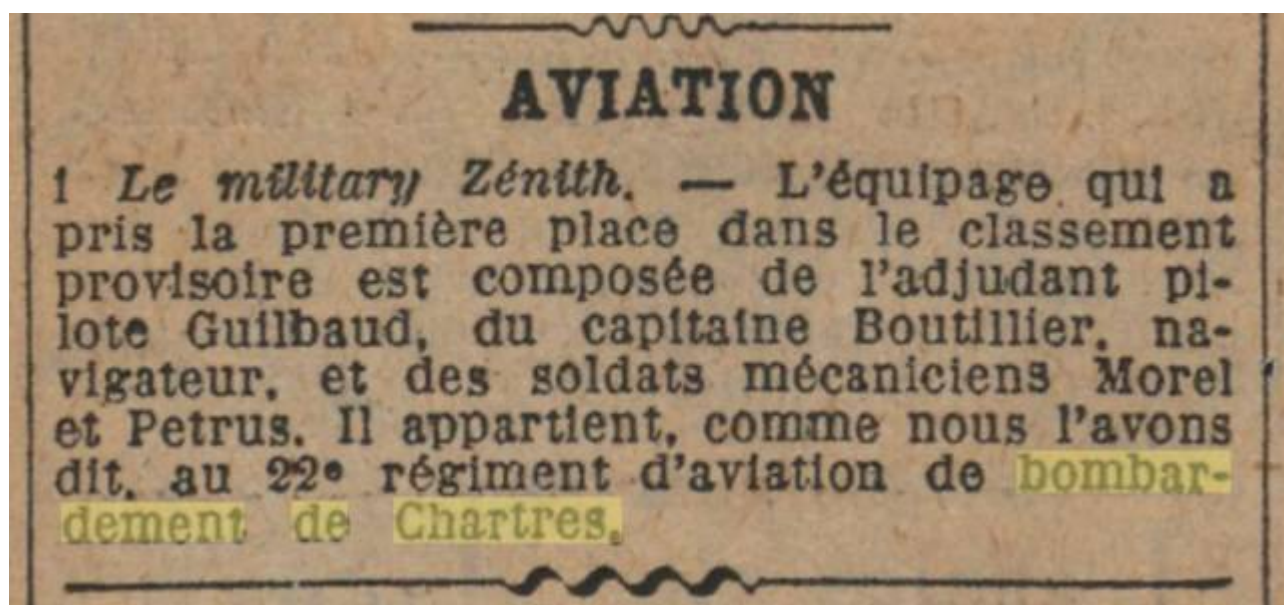 AVIATION
1 Le military Zénith. — L'équipage qui a
pris la première place dans le classement
provisoire est composée de l'adjudant pi-
lote Guilbaud, du capitaine Boutillier, na-
vigateur, et des soldats mécaniciens Morel
et Petrus. Il appartient, comme nous l'avons
dit, au 22e régiment d'aviation de bombar-
dement de Chartres.